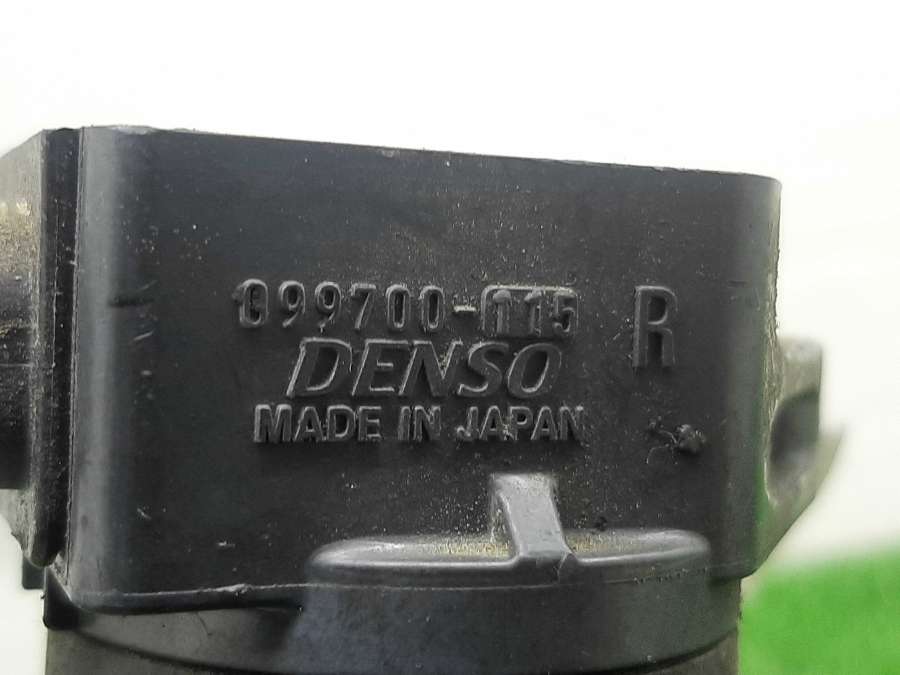 099700-115 R
DENSO
MADE IN JAPAN